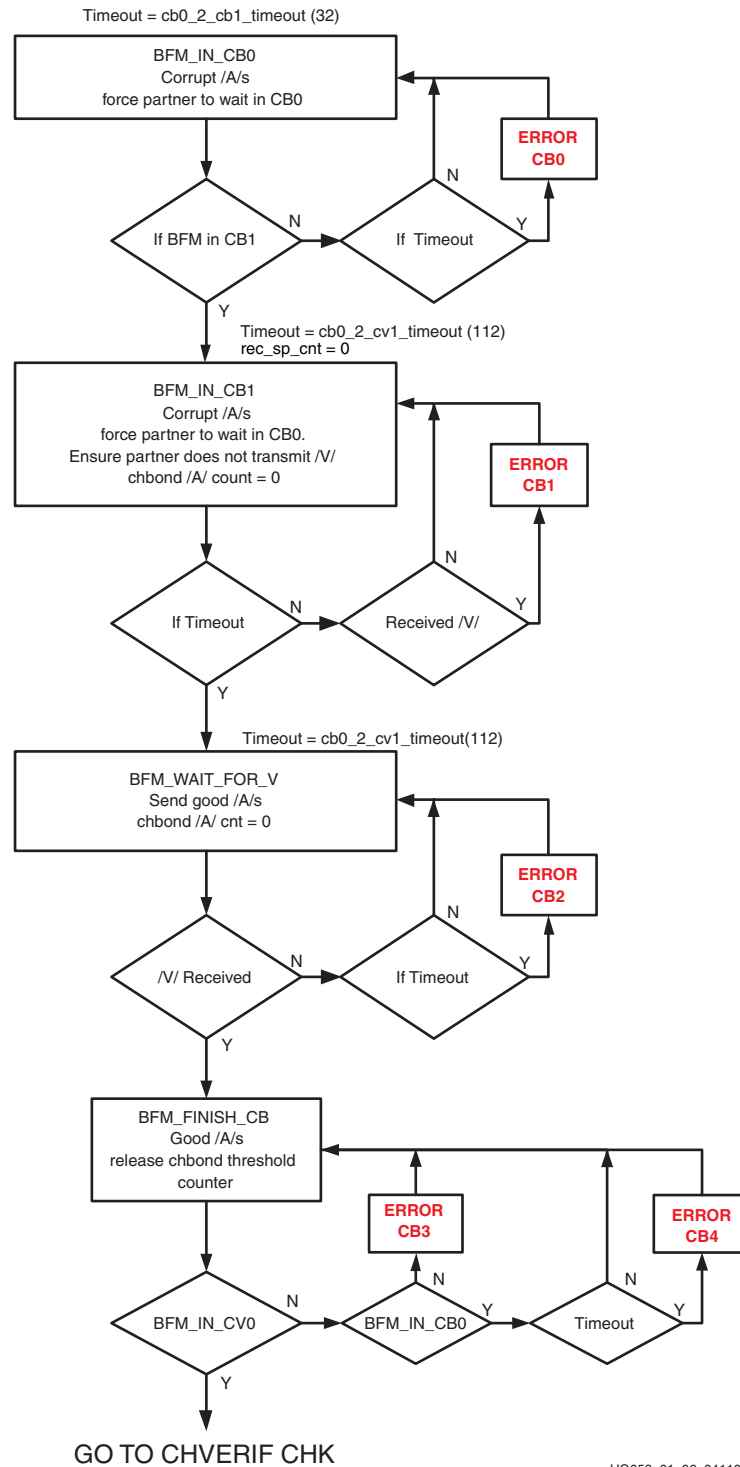 Timeout = cb0_2_cb1_timeout (32)
BFM_IN_CB0
Corrupt /A/s
force partner to wait in CB0
ERROR
CB0
N
If BFM in CB1
N
If Timeout
Y
Y
Timeout = cb0_2_cv1_timeout (112)
rec_sp_cnt = 0
BFM_IN_CB1
Corrupt /A/s
force partner to wait in CB0.
Ensure partner does not transmit /V/
chbond /A/ count = 0
ERROR
CB1
N
If Timeout
N
Received /V/
Y
Y
Timeout = cb0_2_cv1_timeout(112)
BFM_WAIT_FOR_V
Send good /A/s
chbond /A/ cnt = 0
ERROR
CB2
N
/V/ Received
N
If Timeout
Y
Y
BFM_FINISH_CB
Good /A/s
release chbond threshold
counter
ERROR
CB3
ERROR
CB4
N
N
BFM_IN_CV0
N
BFM_IN_CB0
Y
Timeout
Y
Y
GO TO CHVERIF CHK